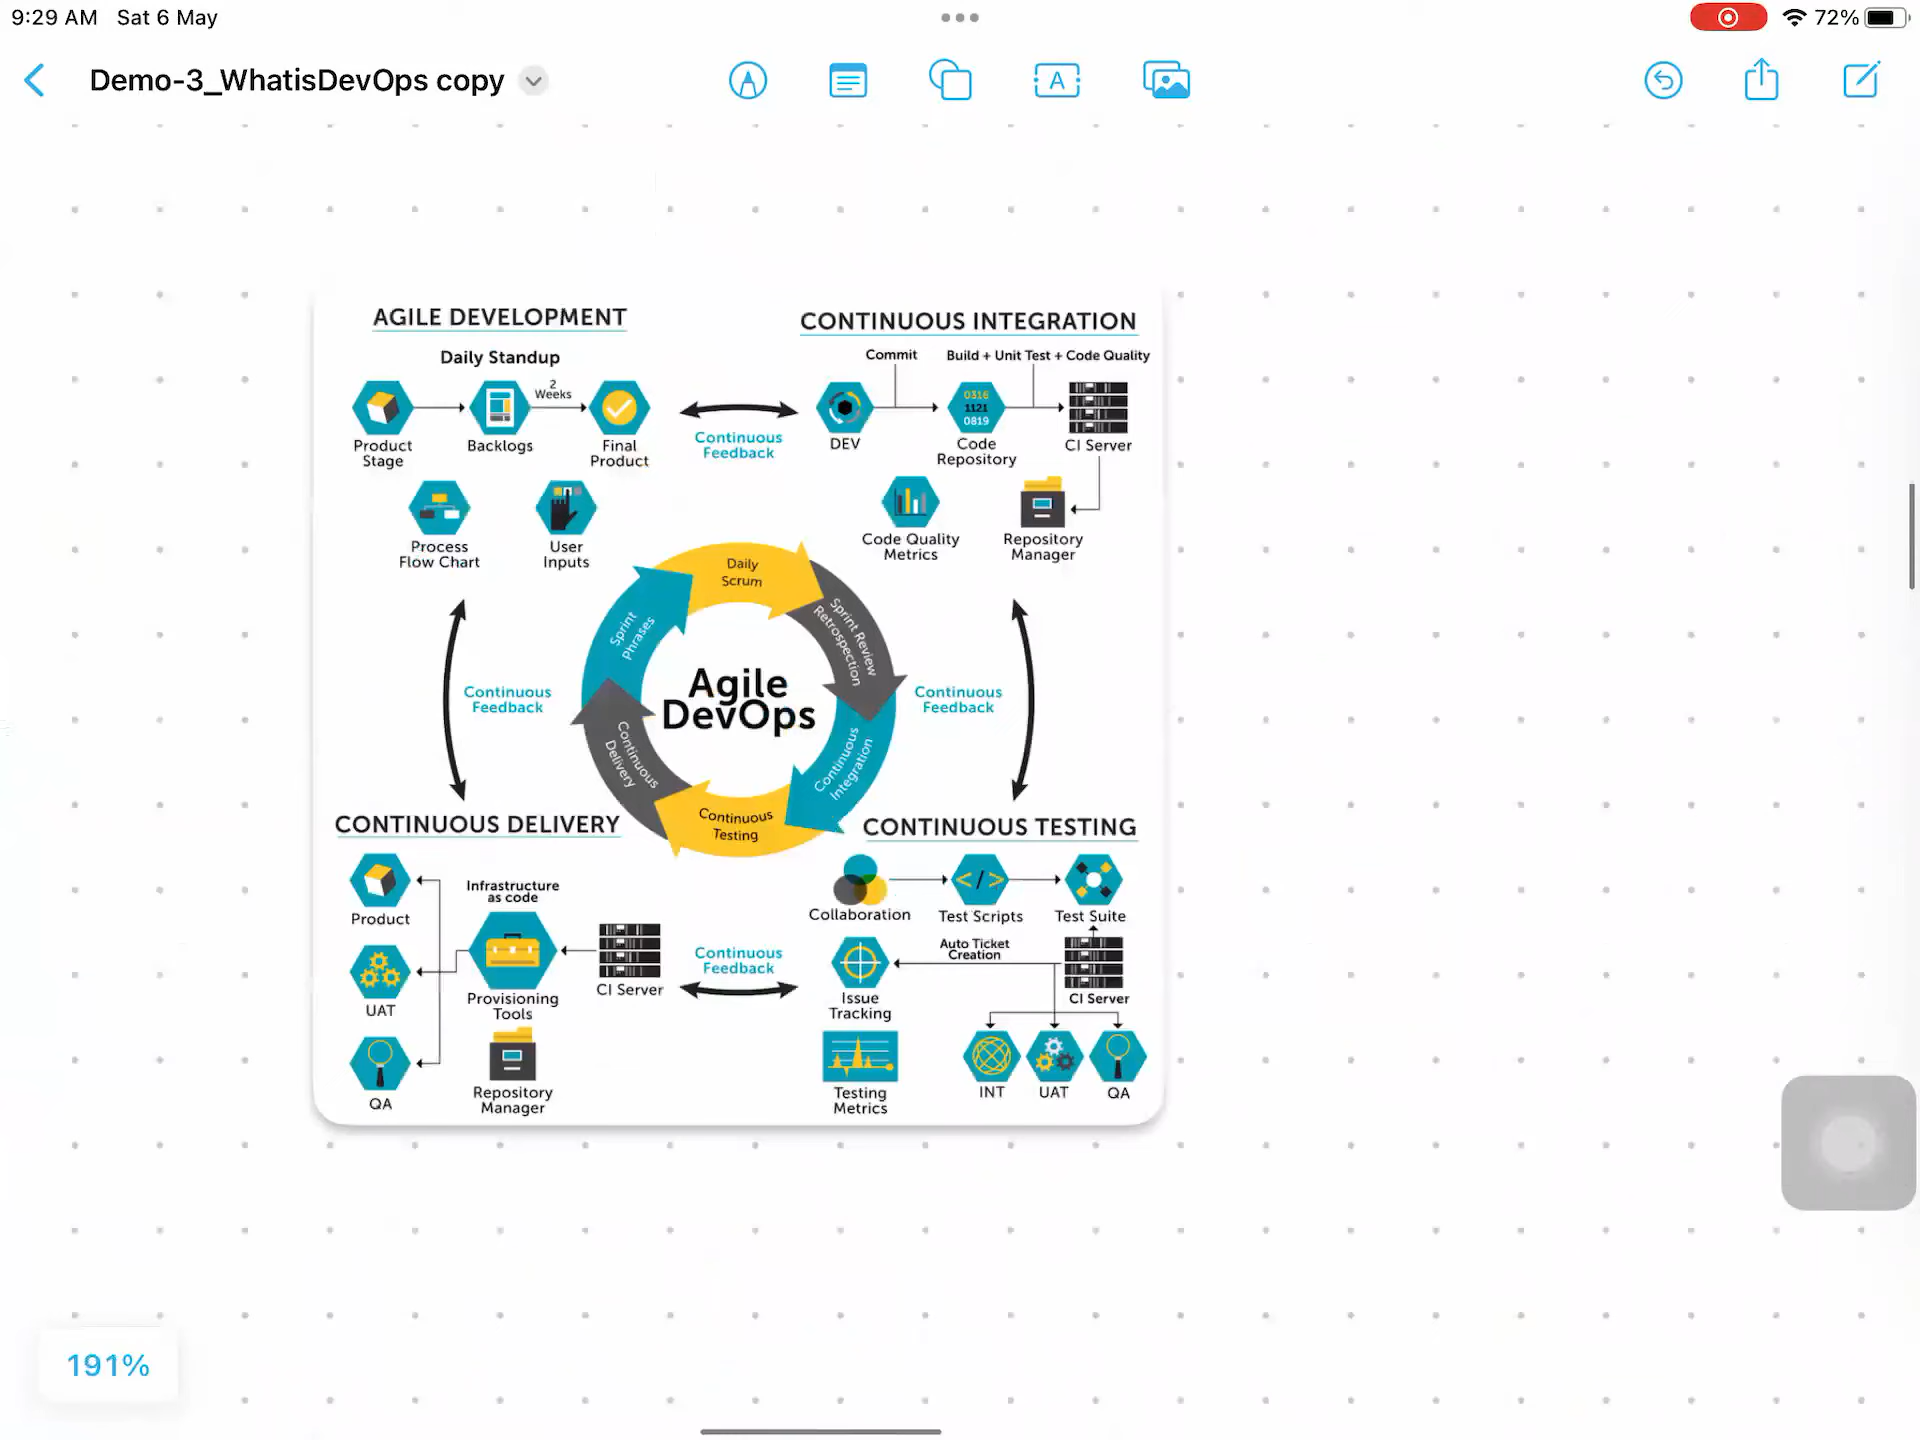 9:29 AM Sat 6 May
72%
Demo-3_WhatisDevOps copy
A
AGILE DEVELOPMENT
Daily Standup
2
Weeks
Product
Stage
Backlogs
Final
Product
Process
Flow Chart
User
Inputs
Continuous
Feedback
CONTINUOUS INTEGRATION
Commit
Build + Unit Test + Code Quality
DEV
0316
1121
0819
Code
Repository
CI Server
Code Quality
Metrics
Repository
Manager
Daily
Scrum
Sprint Review
Retrospection
Continuous
Integration
Continuous
Testing
Continuous
Delivery
Sprint
Phrases
Agile
DevOps
Continuous
Feedback
Continuous
Feedback
CONTINUOUS DELIVERY
Product
Infrastructure
as code
UAT
Provisioning
Tools
CI Server
QA
Repository
Manager
Continuous
Feedback
CONTINUOUS TESTING
Collaboration
</>
Test Scripts
Test Suite
Auto Ticket
Creation
Issue
Tracking
CI Server
Testing
Metrics
INT
UAT
QA
191%